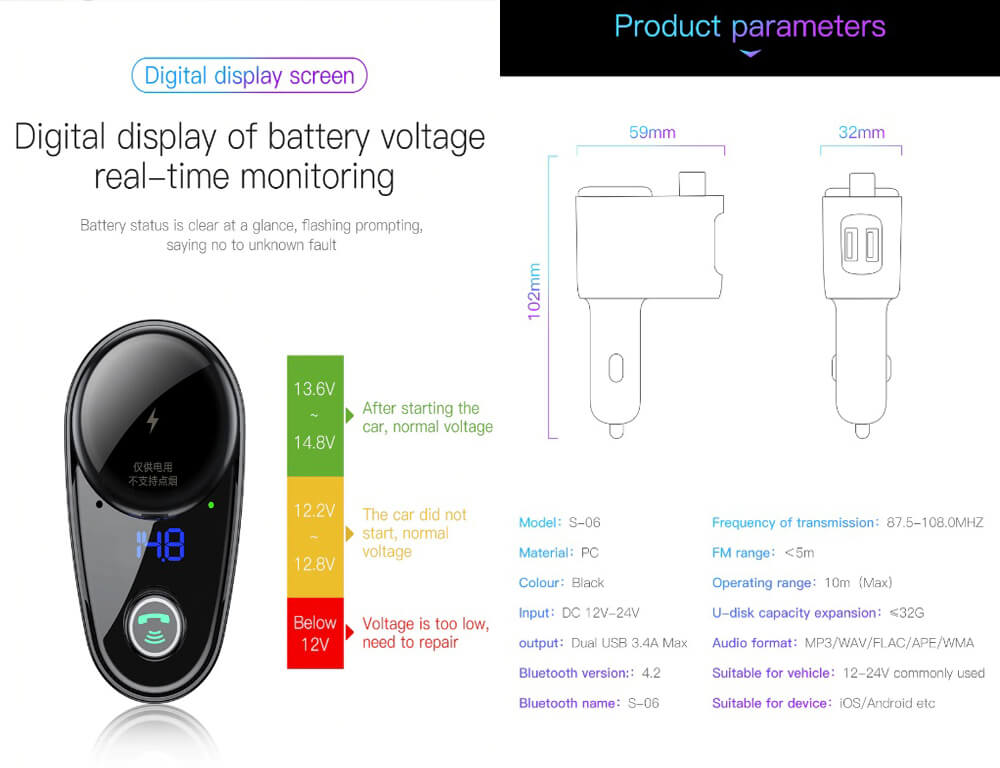 Digital display screen
Digital display of battery voltage
real-time monitoring
Battery status is clear at a glance, flashing prompting,
saying no to unknown fault
仅供电用
不支持点烟
14.8
13.6V
~
14.8V
After starting the
car, normal voltage
12.2V
~
12.8V
The car did not
start, normal
voltage
Below
12V
Voltage is too low,
need to repair
Product parameters
59mm
32mm
102mm
Model: S-06
Material: PC
Colour: Black
Input: DC 12V-24V
output: Dual USB 3.4A Max
Bluetooth version:: 4.2
Bluetooth name: S-06
Frequency of transmission: 87.5-108.0MHZ
FM range: <5m
Operating range: 10m (Max)
U-disk capacity expansion: ≤32G
Audio format: MP3/WAV/FLAC/APE/WMA
Suitable for vehicle: 12-24V commonly used
Suitable for device: iOS/Android etc